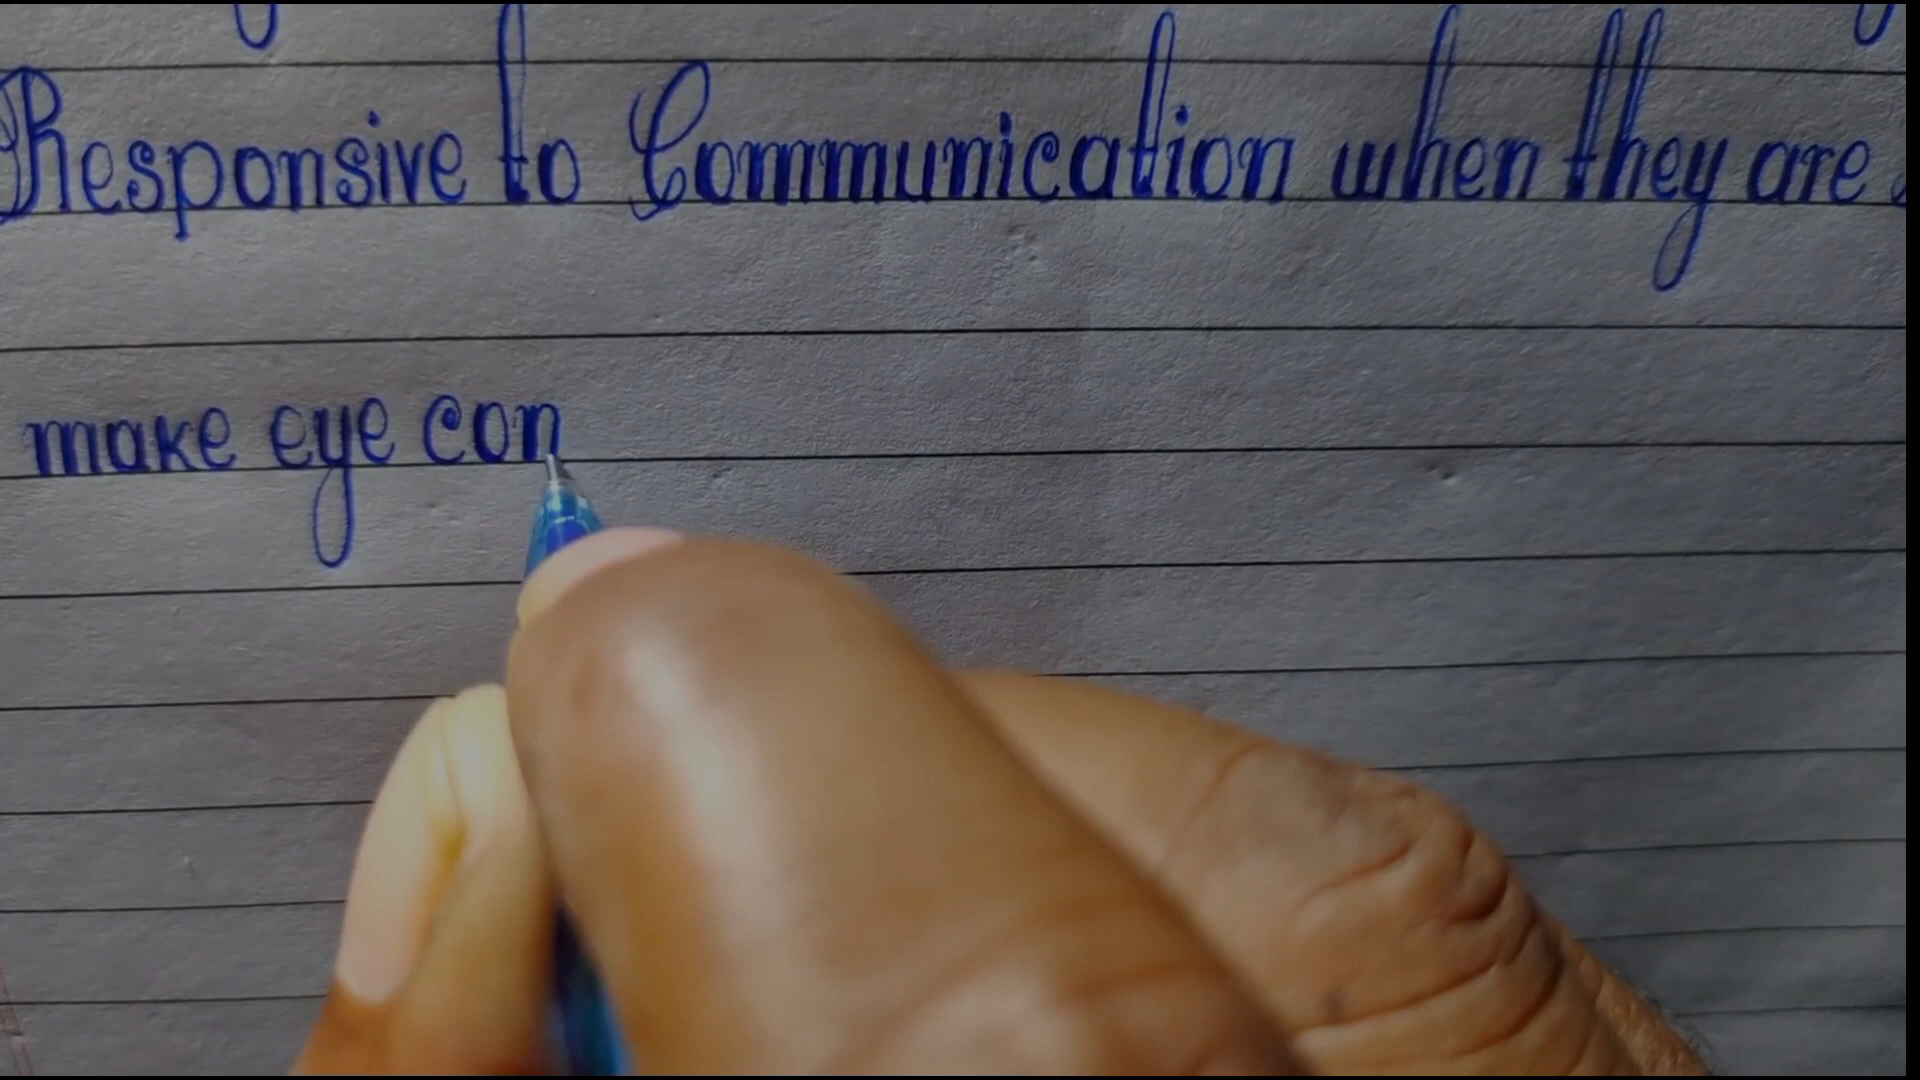 Responsive to Communication when they are
make eye con